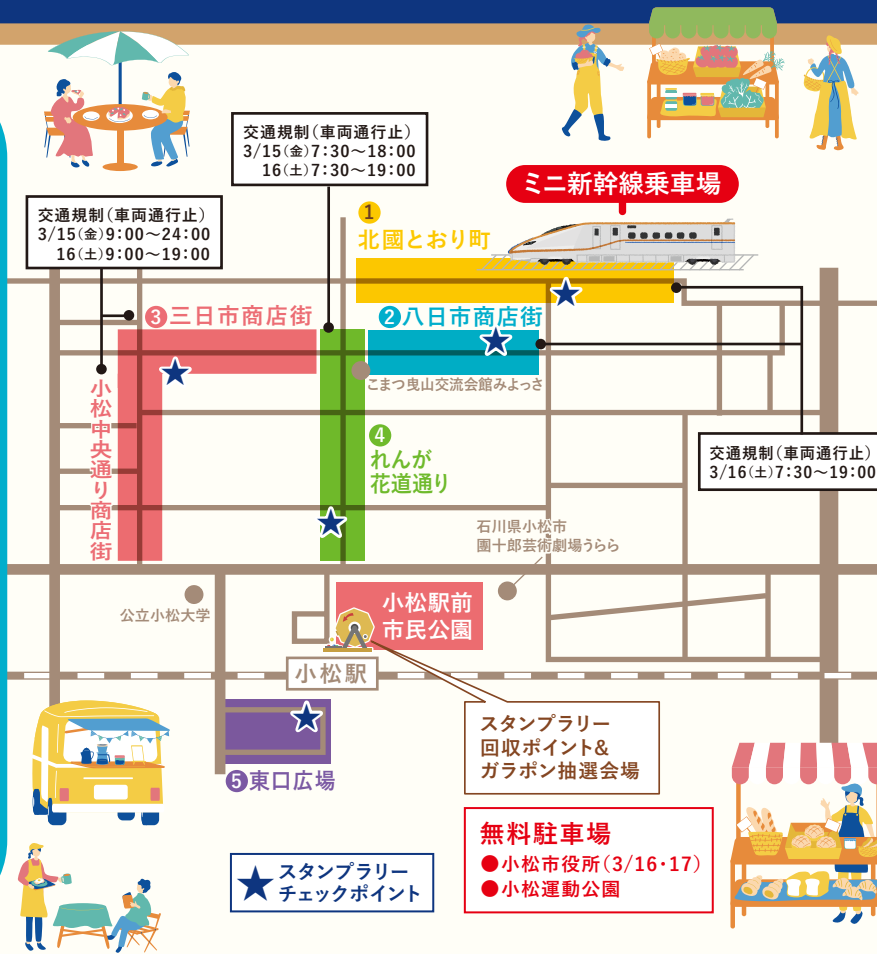 交通規制(車両通行止)
3/15(金)7:30〜18:00
16(土)7:30〜19:00
ミニ新幹線乗車場
交通規制(車両通行止)
3/15(金)9:00〜24:00
16(土)9:00〜19:00
❶
北國とおり町
❸三日市商店街
❷八日市商店街
こまつ曳山交流会館みよっさ
小松中央通り商店街
❹
れんが
花道通り
交通規制(車両通行止)
3/16(土)7:30〜19:00
石川県小松市
團十郎芸術劇場うらら
公立小松大学
小松駅前
市民公園
小松駅
スタンプラリー
回収ポイント&
ガラポン抽選会場
❺東口広場
無料駐車場
●小松市役所(3/16・17)
●小松運動公園
★スタンプラリー
チェックポイント